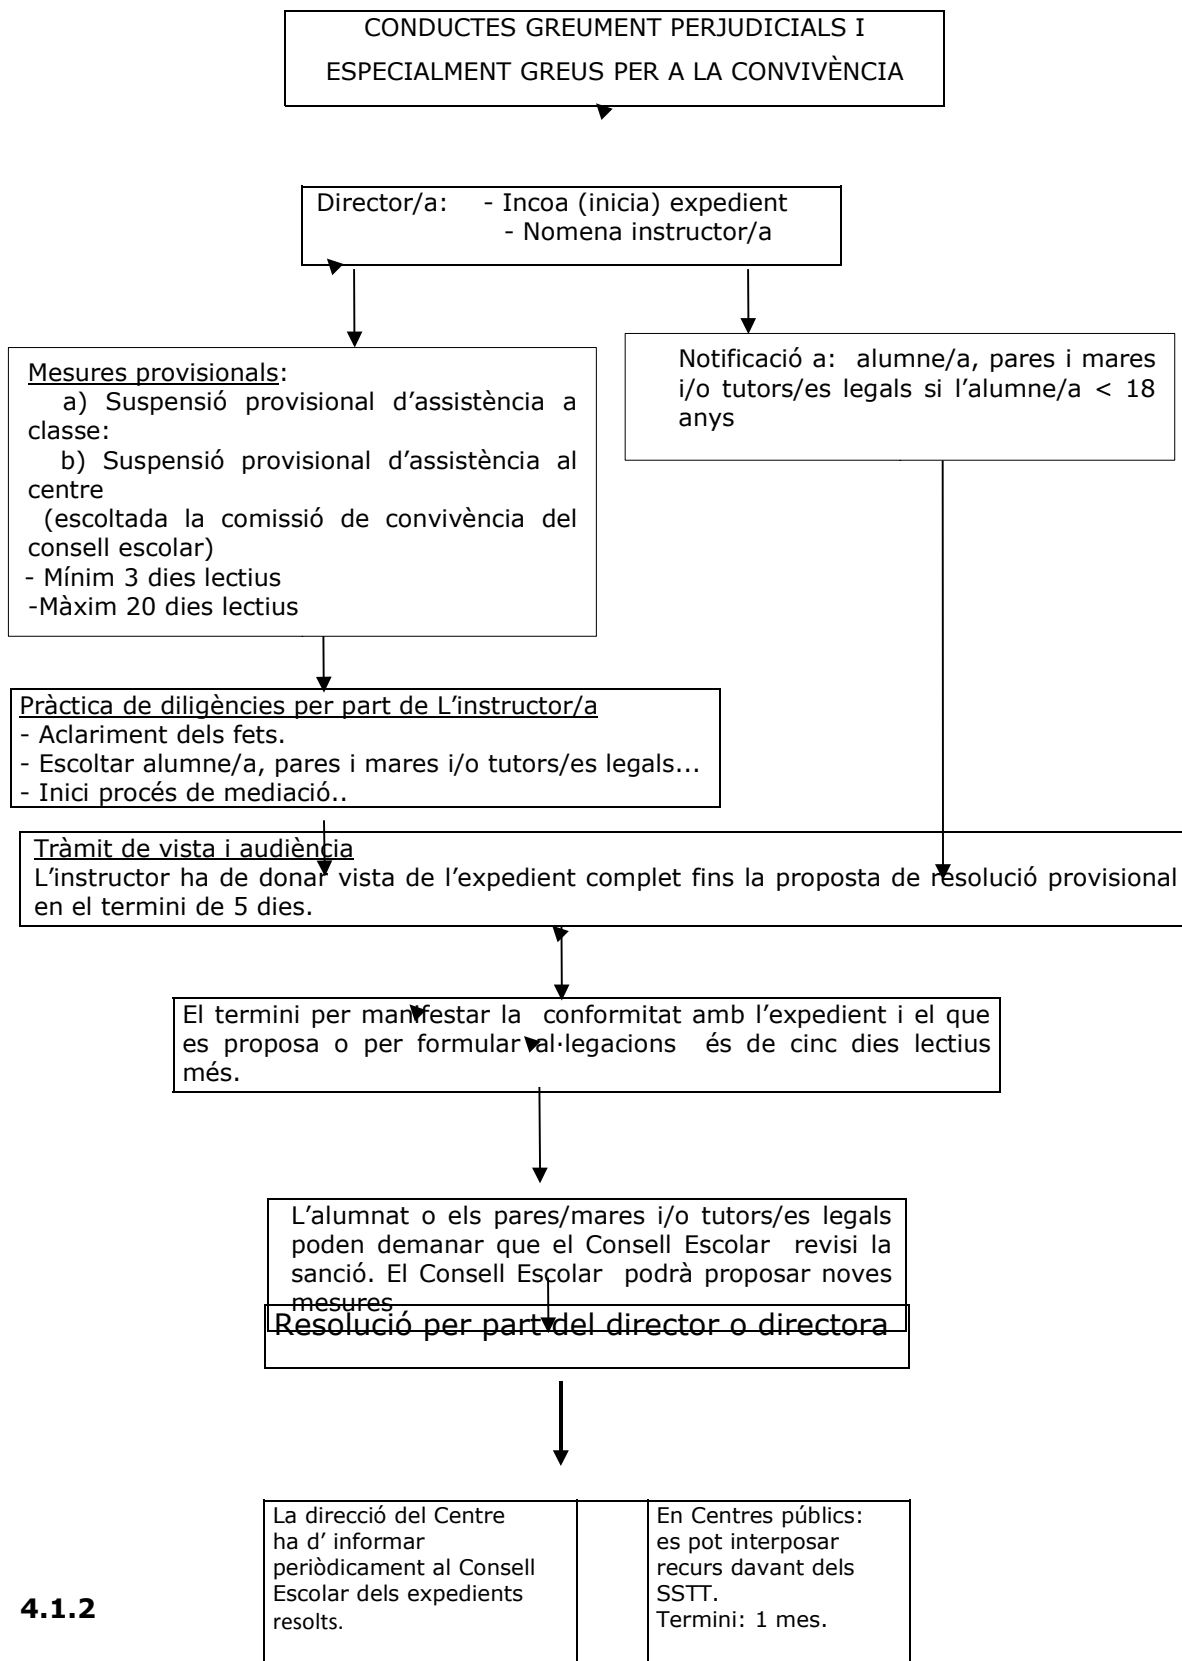 CONDUCTES GREUMENT PERJUDICIALS I
ESPECIALMENT GREUS PER A LA CONVIVÈNCIA
Director/a: - Incoa (inicia) expedient
- Nomena instructor/a
Mesures provisionals:
a) Suspensió provisional d'assistència a
classe:
b) Suspensió provisional d'assistència al
centre
(escoltada la comissió de convivència del
consell escolar)
- Mínim 3 dies lectius
-Màxim 20 dies lectius
Notificació a: alumne/a, pares i mares
i/o tutors/es legals si l'alumne/a < 18
anys
Pràctica de diligències per part de L'instructor/a
- Aclariment dels fets.
- Escoltar alumne/a, pares i mares i/o tutors/es legals...
- Inici procés de mediació..
Tràmit de vista i audiència
L'instructor ha de donar vista de l'expedient complet fins la proposta de resolució provisional
en el termini de 5 dies.
El termini per manifestar la conformitat amb l'expedient i el que
es proposa o per formular al·legacions és de cinc dies lectius
més.
L'alumnat o els pares/mares i/o tutors/es legals
poden demanar que el Consell Escolar revisi la
sanció. El Consell Escolar podrà proposar noves
mesures
Resolució per part del director o directora
La direcció del Centre
ha d' informar
periòdicament al Consell
Escolar dels expedients
resolts.
En Centres públics:
es pot interposar
recurs davant dels
SSTT.
Termini: 1 mes.
4.1.2